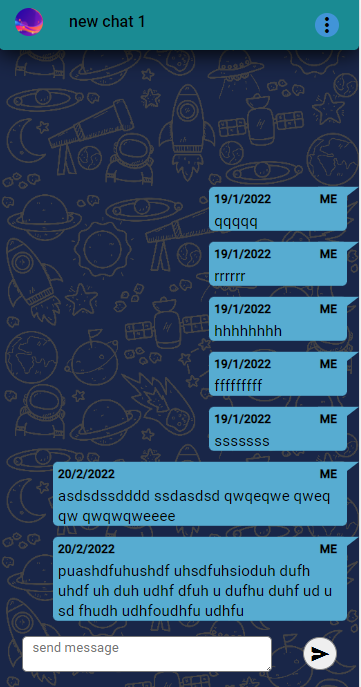 new chat 1
19/1/2022 ME
qqqqq
19/1/2022 ME
rrrrrr
19/1/2022 ME
hhhhhhhh
19/1/2022 ME
fffffffff
19/1/2022 ME
sssssss
20/2/2022 ME
asdsdssdddd ssdasdsd qwqeqwe qweq
qw qwqwqweeee
20/2/2022 ME
puashdfuhushdf uhsdfuhsioduh dufh
uhdf uh duh udhf dfuh u dufhu duhf ud u
sd fhudh udhfoudhfu udhfu
send message